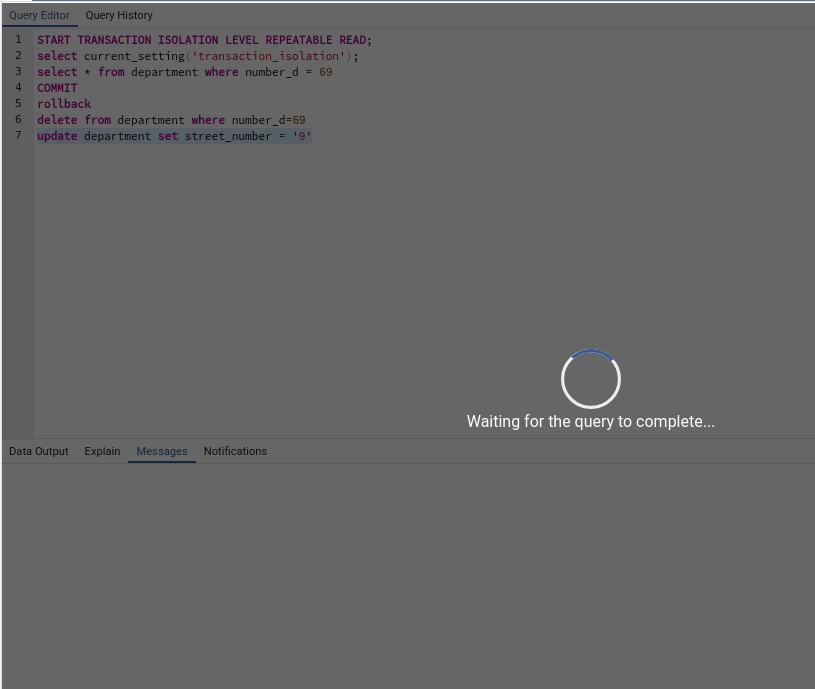 Query Editor Query History
1 START TRANSACTION ISOLATION LEVEL REPEATABLE READ;
2 select current_setting('transaction_isolation');
3 select * from department where number_d = 69
4 COMMIT
5 rollback
6 delete from department where number_d=69
7 update department set street_number = '9'
Waiting for the query to complete...
Data Output Explain Messages Notifications